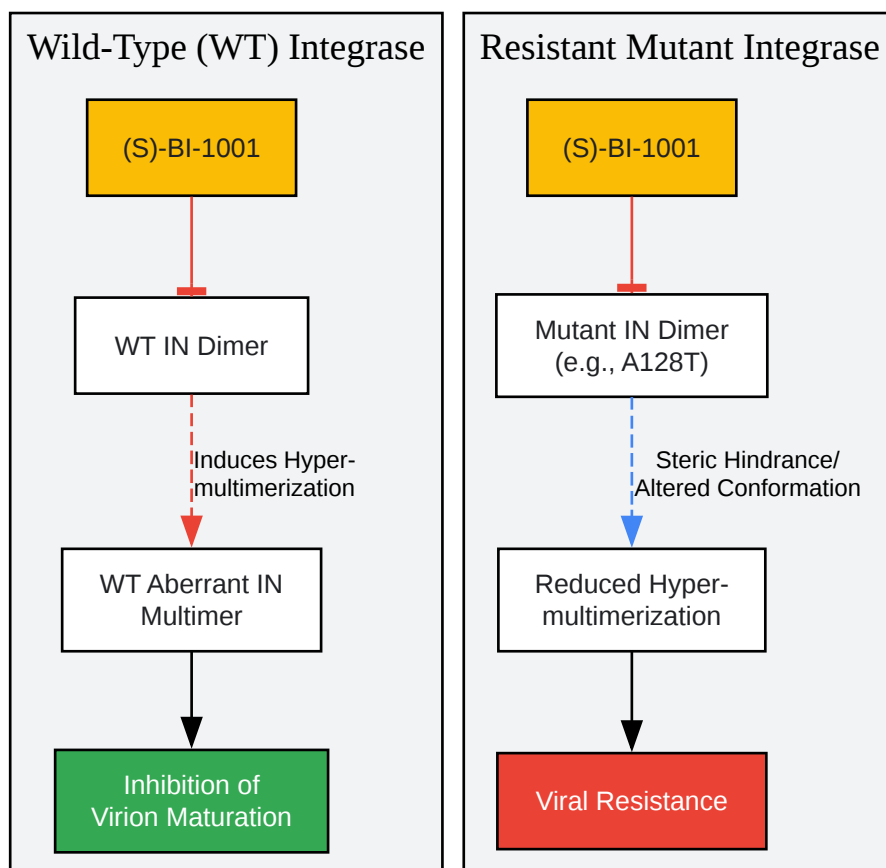 Wild-Type (WT) Integrase
(S)-BI-1001
WT IN Dimer
Induces Hyper-
multimerization
WT Aberrant IN
Multimer
Inhibition of
Virion Maturation
Resistant Mutant Integrase
(S)-BI-1001
Mutant IN Dimer
(e.g., A128T)
Steric Hindrance/
Altered Conformation
Reduced Hyper-
multimerization
Viral Resistance